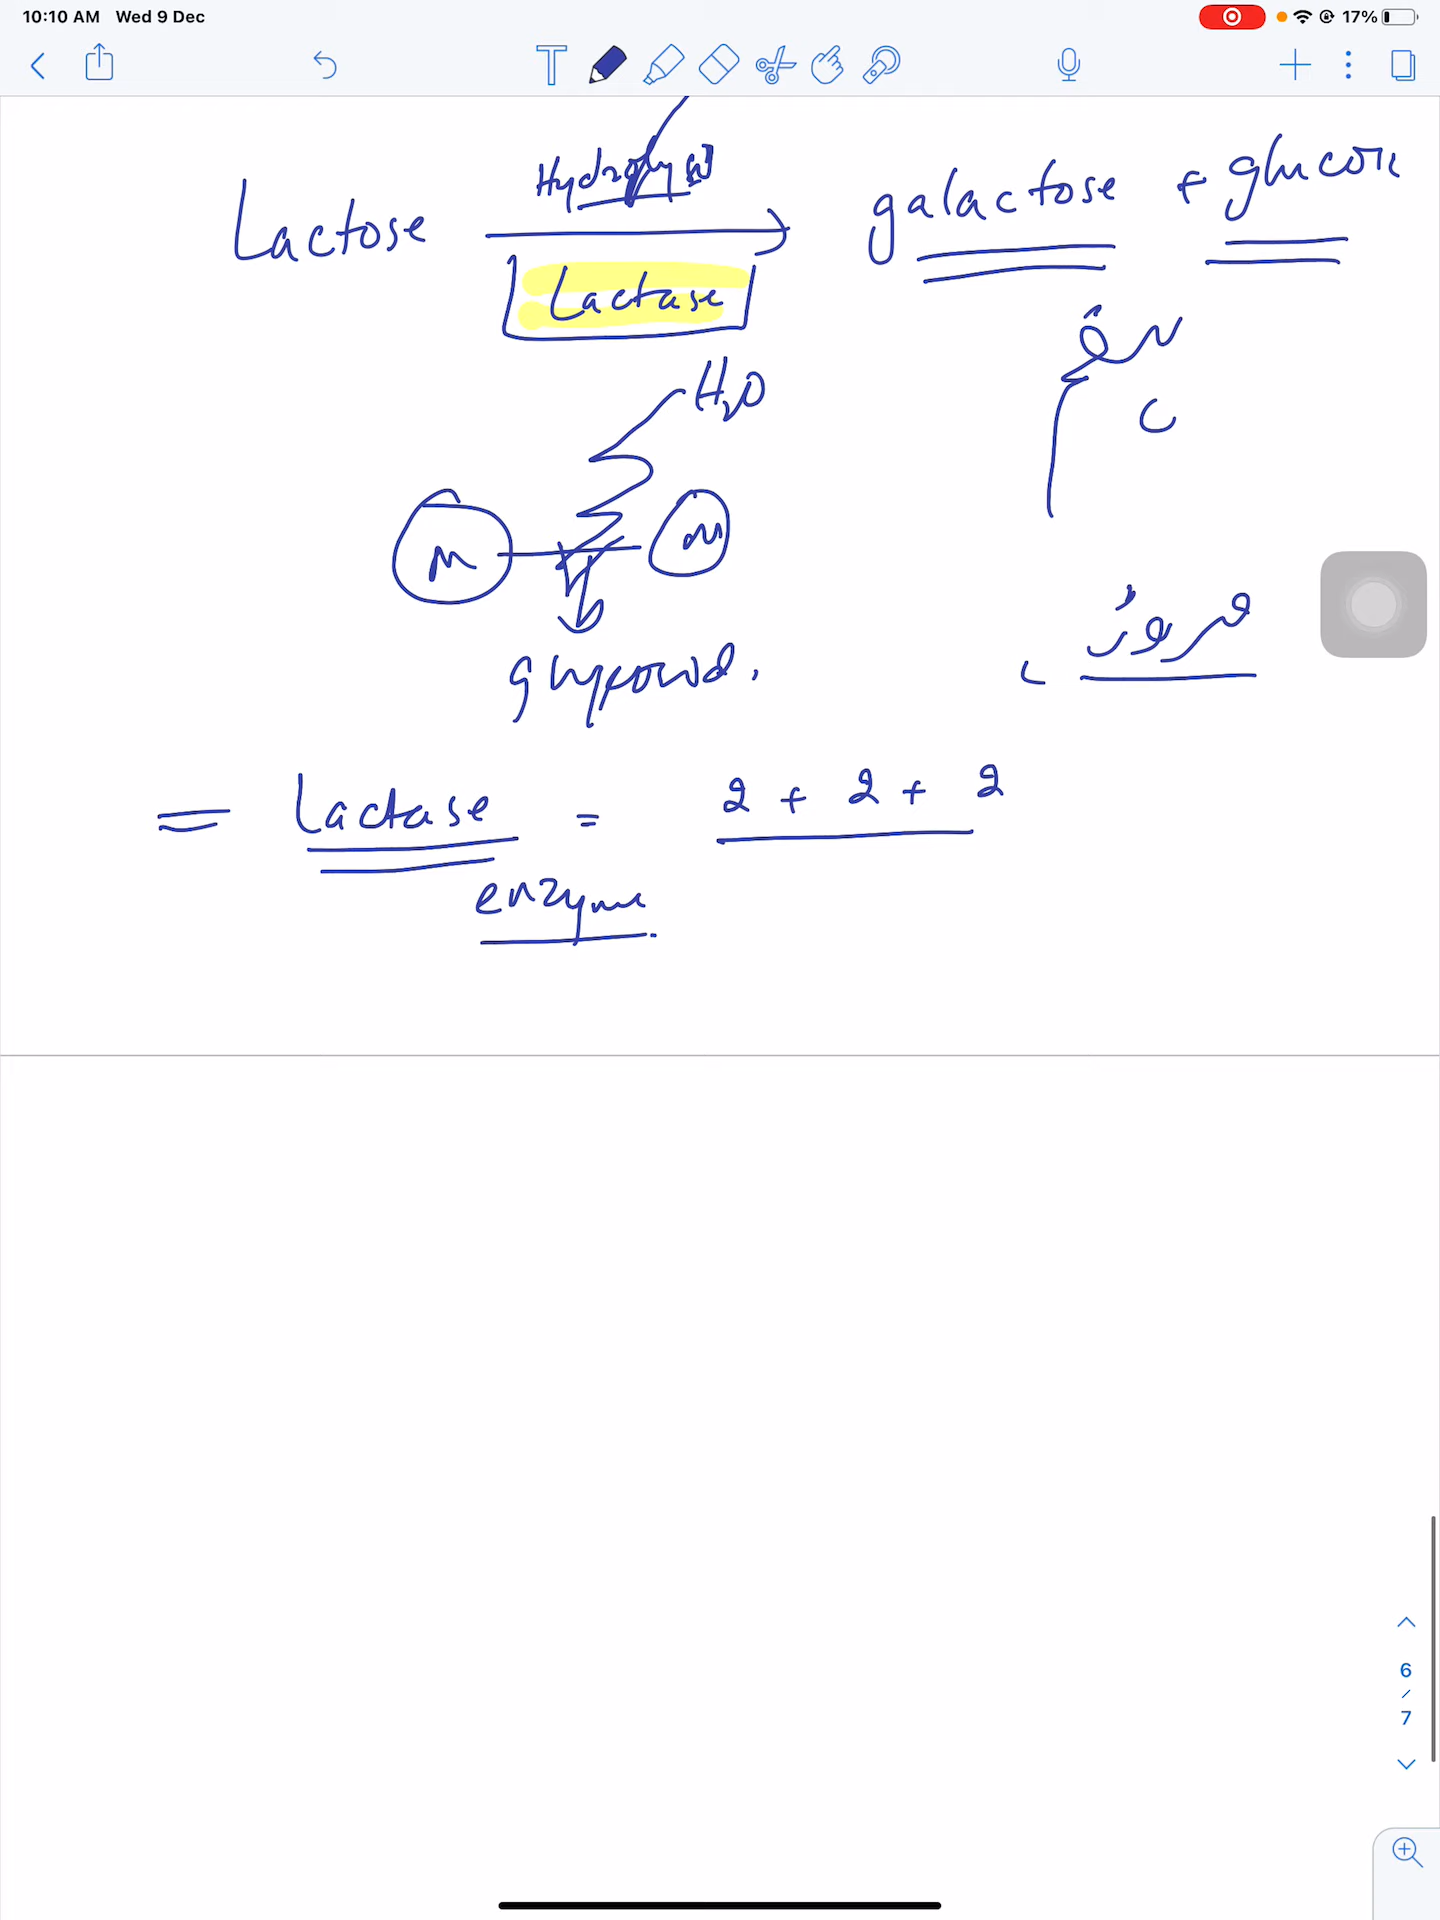 10:10 AM Wed 9 Dec 17%
T
Hydrolysis
Lactose galactose + glucose
Lactase
H₂O
M M
glycosid.
= Lactase = 2 + 2 + 2
enzyme
6
/
7